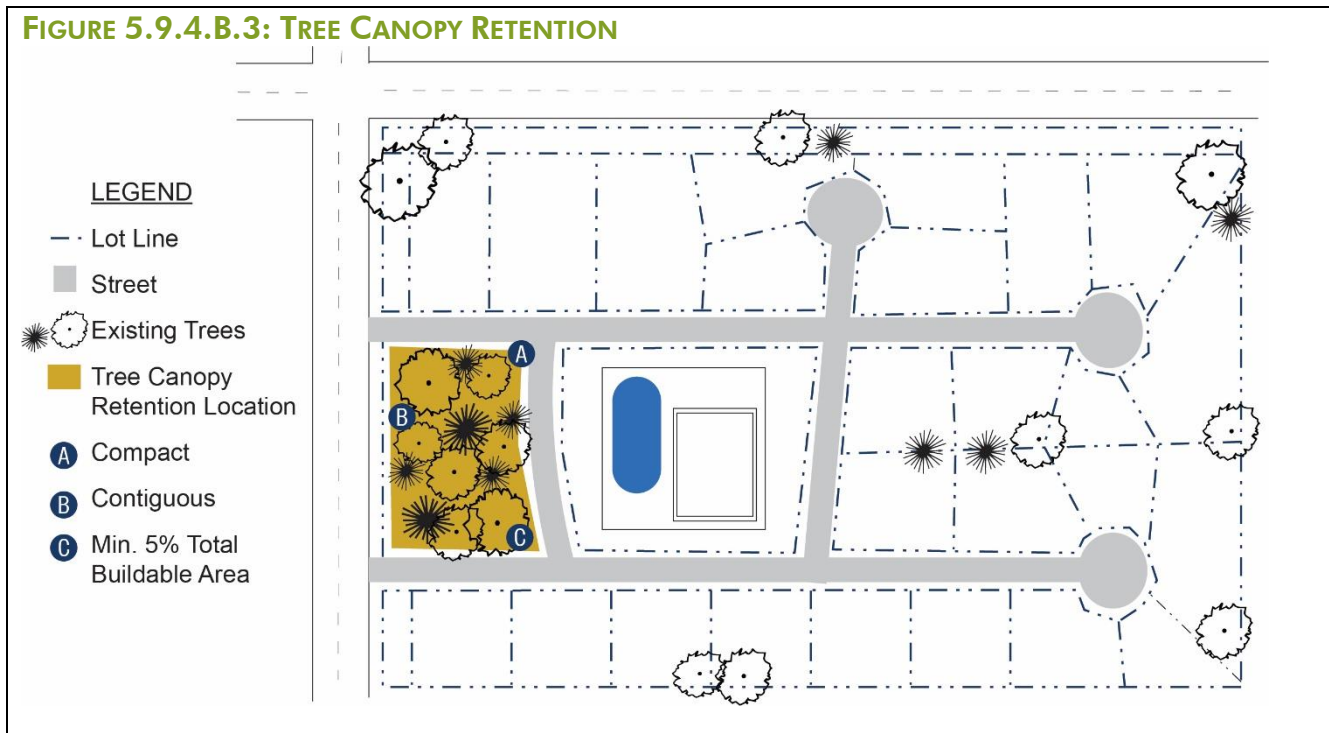 FIGURE 5.9.4.B.3: TREE CANOPY RETENTION
LEGEND
Lot Line
Street
Existing Trees
Tree Canopy
Retention Location
A Compact
B Contiguous
C Min. 5% Total
Buildable Area
A
B
C